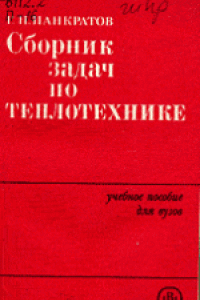 Г. П. ПАНКРАТОВ
Сборник
задач
по
ТЕПЛОТЕХНИКЕ
учебное пособие
для вузов